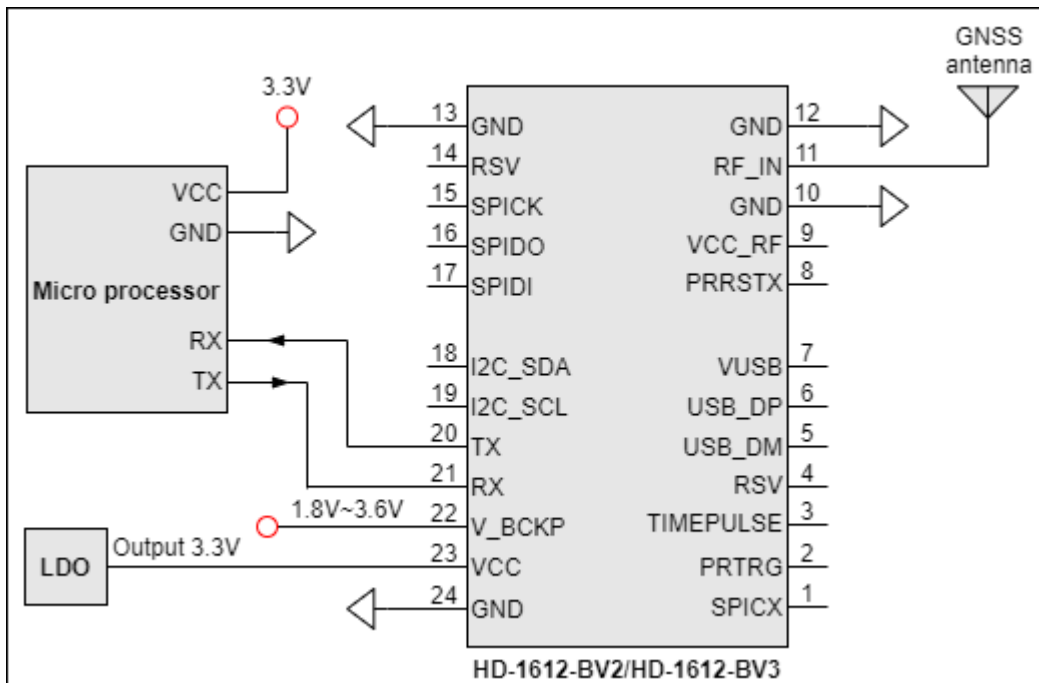 GNSS
antenna
3.3V
VCC
GND
Micro processor
RX
TX
13 GND
14 RSV
15 SPICK
16 SPIDO
17 SPIDI
18 I2C_SDA
19 I2C_SCL
20 TX
21 RX
1.8V~3.6V 22 V_BCKP
LDO Output 3.3V 23 VCC
24 GND
GND 12
RF_IN 11
GND 10
VCC_RF 9
PRRSTX 8
VUSB 7
USB_DP 6
USB_DM 5
RSV 4
TIMEPULSE 3
PRTRG 2
SPICX 1
HD-1612-BV2/HD-1612-BV3